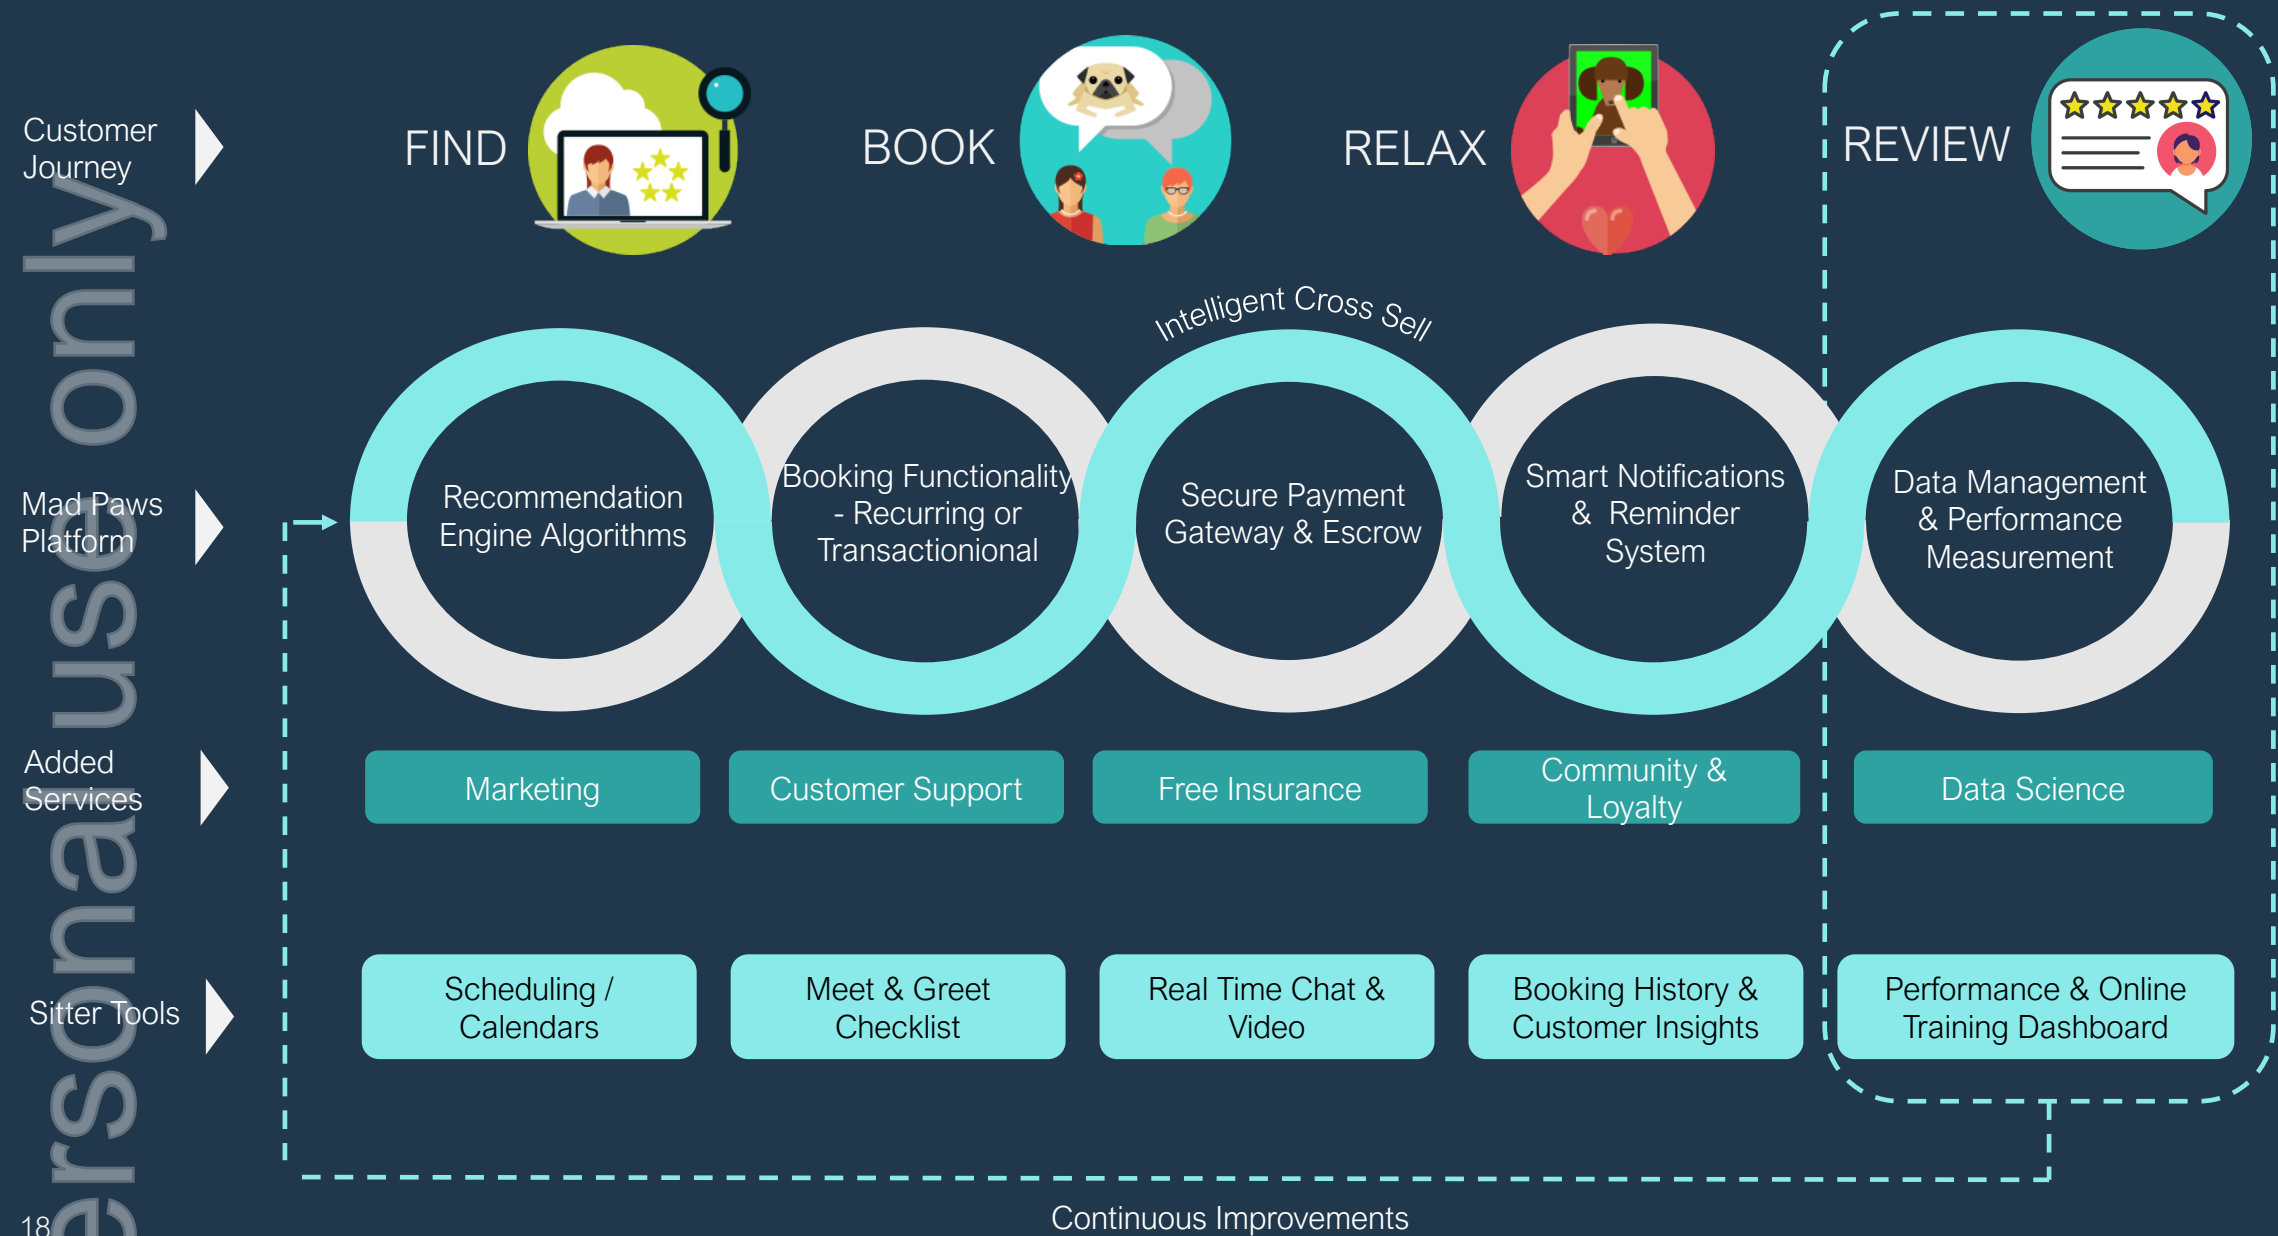 Customer
Journey
FIND
BOOK
RELAX
REVIEW
Intelligent Cross Sell
Mad Paws
Platform
Recommendation
Engine Algorithms
Booking Functionality
- Recurring or
Transactionional
Secure Payment
Gateway & Escrow
Smart Notifications
& Reminder
System
Data Management
& Performance
Measurement
Added
Services
Marketing
Customer Support
Free Insurance
Community &
Loyalty
Data Science
Sitter Tools
Scheduling /
Calendars
Meet & Greet
Checklist
Real Time Chat &
Video
Booking History &
Customer Insights
Performance & Online
Training Dashboard
Continuous Improvements
18
ersonal use only